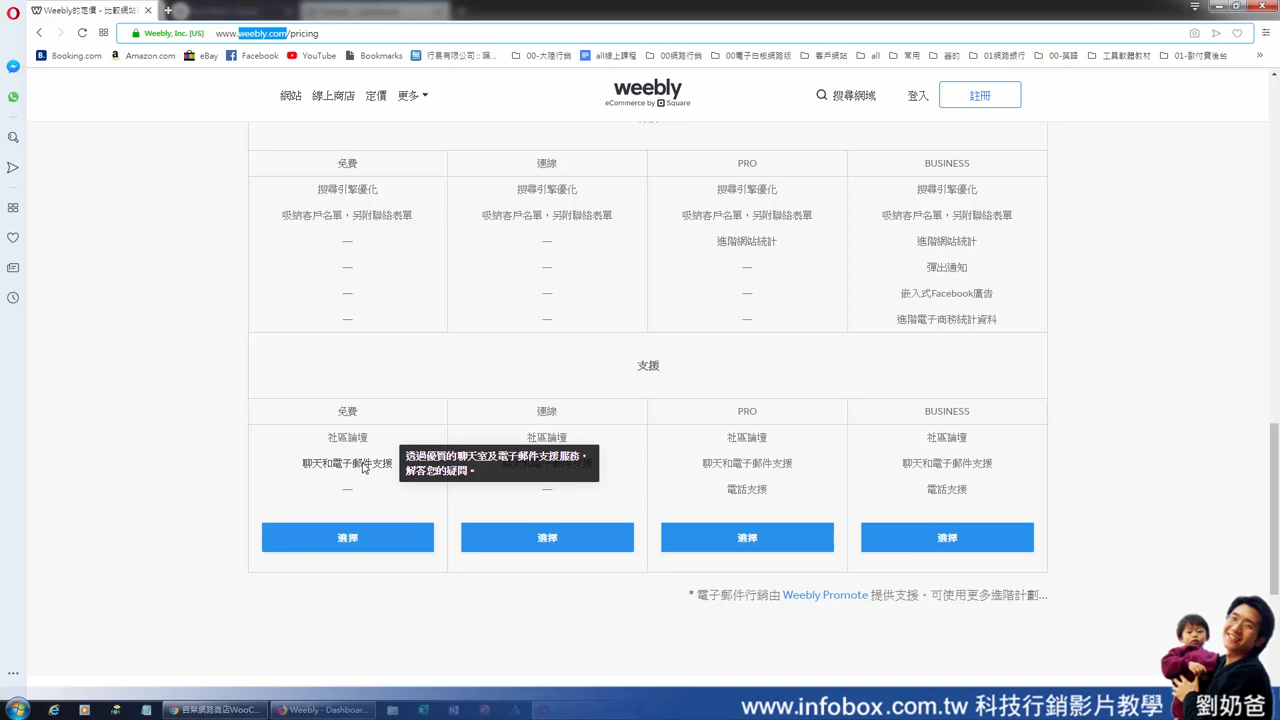 Weebly的定價 - 比較網站
Weebly, Inc. [US]
www.weebly.com/pricing
Booking.com
Amazon.com
eBay
Facebook
YouTube
Bookmarks
00-大陸行銷
all線上課程
00網路行銷
00電子白板網路版
客戶網站
all
常用
01網路銀行
00-英語
工具軟體教材
01-歐付寶後台
網站
線上商店
定價
更多
weebly
eCommerce by Square
搜尋網域
登入
註冊
免費
連線
PRO
BUSINESS
搜尋引擎優化
搜尋引擎優化
搜尋引擎優化
搜尋引擎優化
吸納客戶名單，另附聯絡表單
吸納客戶名單，另附聯絡表單
吸納客戶名單，另附聯絡表單
吸納客戶名單，另附聯絡表單
—
—
進階網站統計
進階網站統計
—
—
—
彈出通知
—
—
—
嵌入式Facebook廣告
—
—
—
進階電子商務統計資料
支援
免費
連線
PRO
BUSINESS
社區論壇
社區論壇
社區論壇
社區論壇
聊天和電子郵件支援
透過優質的聊天室及電子郵件支援服務，
解答您的疑問。
聊天和電子郵件支援
聊天和電子郵件支援
—
—
電話支援
電話支援
選擇
選擇
選擇
選擇
* 電子郵件行銷由 Weebly Promote 提供支援。可使用更多進階計劃...
自架網路商店WooC...
Weebly - Dashboar...
www.infobox.com.tw 科技行銷影片教學
劉奶爸